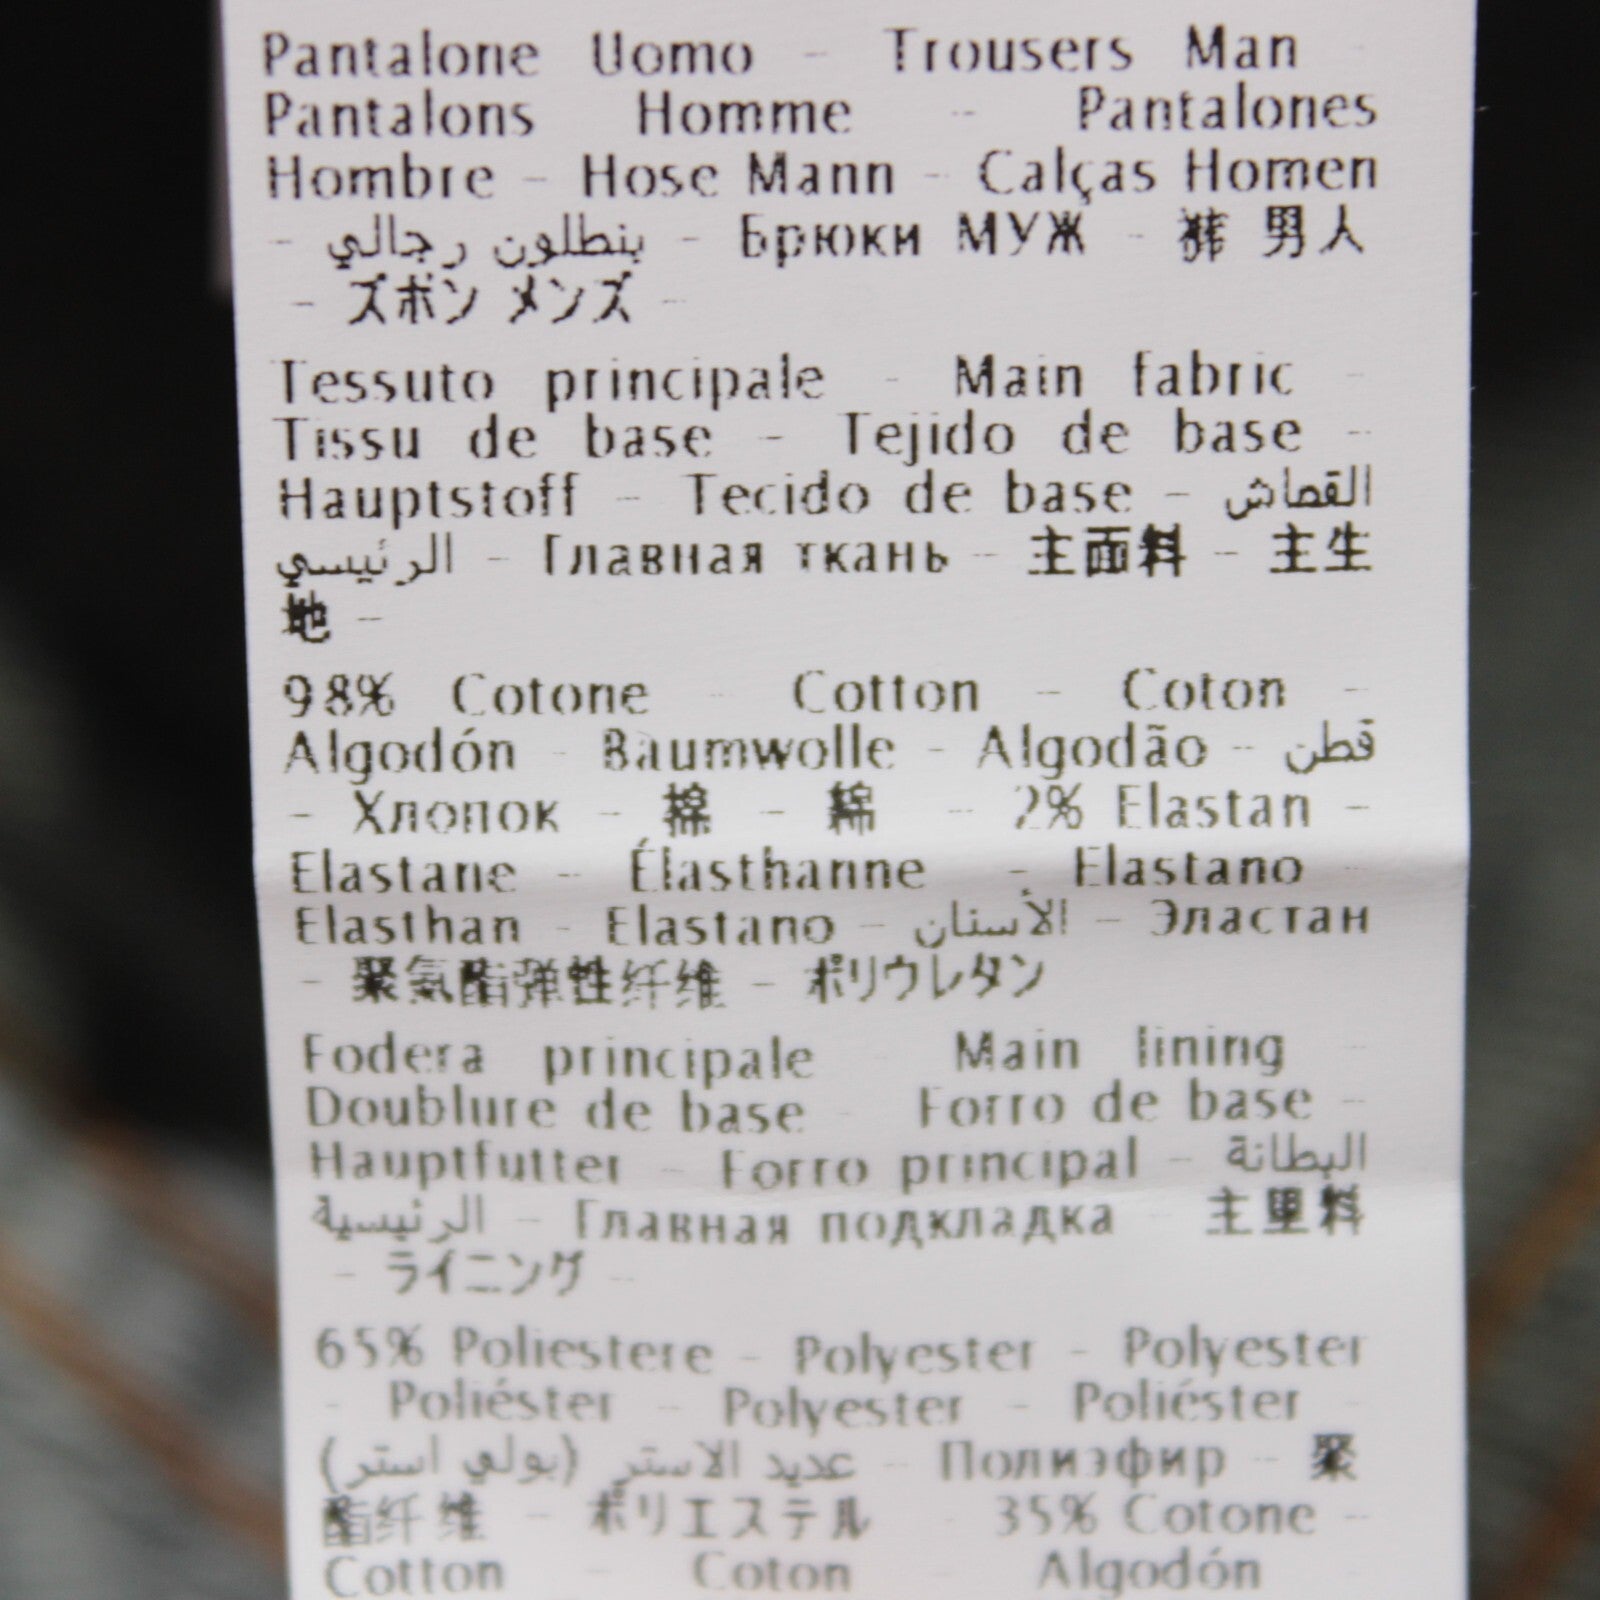 Pantalone Uomo - Trousers Man -
Pantalons Homme - Pantalones
Hombre - Hose Mann - Calças Homen
- بنطلون رجالي - Брюки МУЖ - 裤 男人
- ズボン メンズ -
Tessuto principale - Main fabric -
Tissu de base - Tejido de base -
Hauptstoff - Tecido de base - القماش
الرئيسي - Главная ткань - 主面料 - 主生
地 -
98% Cotone - Cotton - Coton -
Algodón - Baumwolle - Algodão - قطن
- Хлопок - 棉 - 綿 - 2% Elastan -
Elastane - Élasthanne - Elastano -
Elasthan - Elastano - الأستان - Эластан
- 聚氨酯弹性纤维 - ポリウレタン
Fodera principale - Main lining -
Doublure de base - Forro de base -
Hauptfutter - Forro principal - البطانة
الرئيسية - Главная подкладка - 主里料
- ライニング -
65% Poliestere - Polyester - Polyester
- Poliéster - Polyester - Poliéster -
عديد الاستر (بولي استر) - Полиэфир - 聚
酯纤维 - ポリエステル 35% Cotone -
Cotton - Coton - Algodón